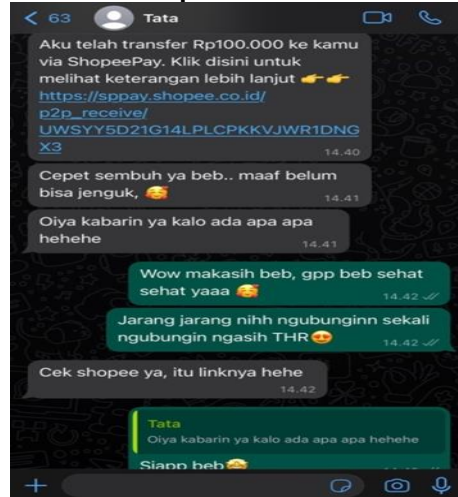 63 Tata
Aku telah transfer Rp100.000 ke kamu
via ShopeePay. Klik disini untuk
melihat keterangan lebih lanjut 👉👉
https://sppay.shopee.co.id/
p2p_receive/
UWSYY5D21G14LPLCPKKVJWR1DNG
X3
14.40
Cepet sembuh ya beb.. maaf belum
bisa jenguk, 🥰
14.41
Oiya kabarin ya kalo ada apa apa
hehehe
14.41
Wow makasih beb, gpp beb sehat
sehat yaaa 🥰
14.42
Jarang jarang nihh ngubunginn sekali
ngubungin ngasih THR😍
14.42
Cek shopee ya, itu linknya hehe
14.42
Tata
Oiya kabarin ya kalo ada apa apa hehehe
Siapp beb🤩